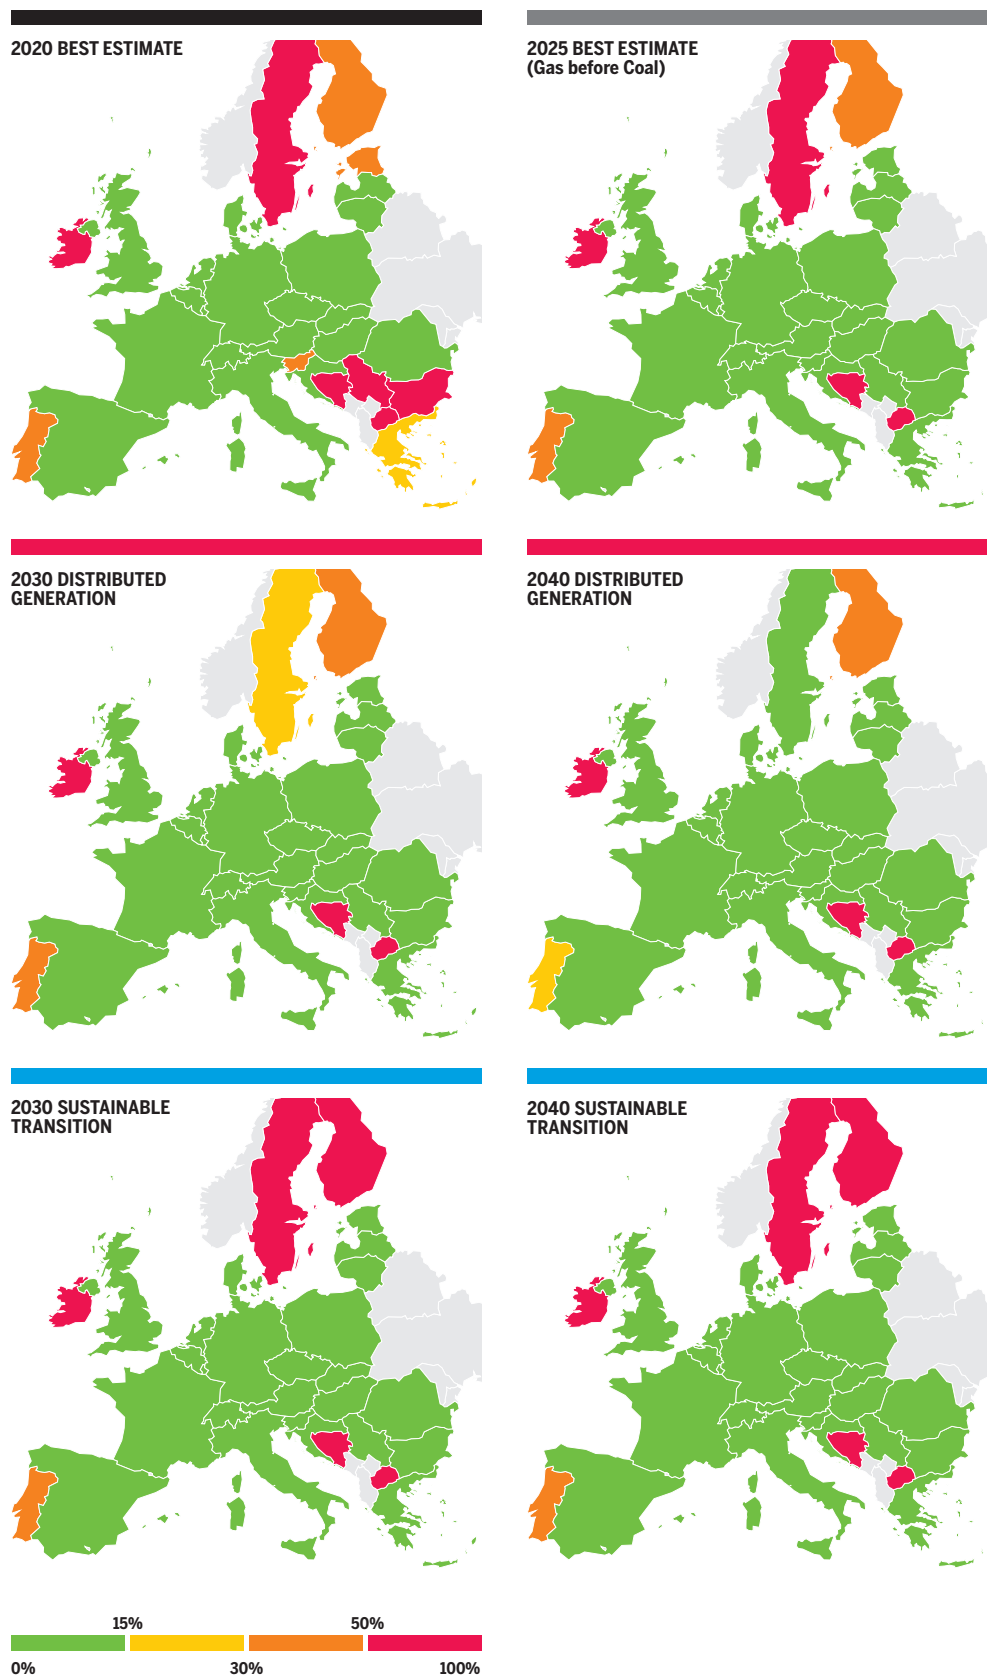 2020 BEST ESTIMATE
2025 BEST ESTIMATE
(Gas before Coal)
2030 DISTRIBUTED
GENERATION
2040 DISTRIBUTED
GENERATION
2030 SUSTAINABLE
TRANSITION
2040 SUSTAINABLE
TRANSITION
15% 50%
0% 30% 100%